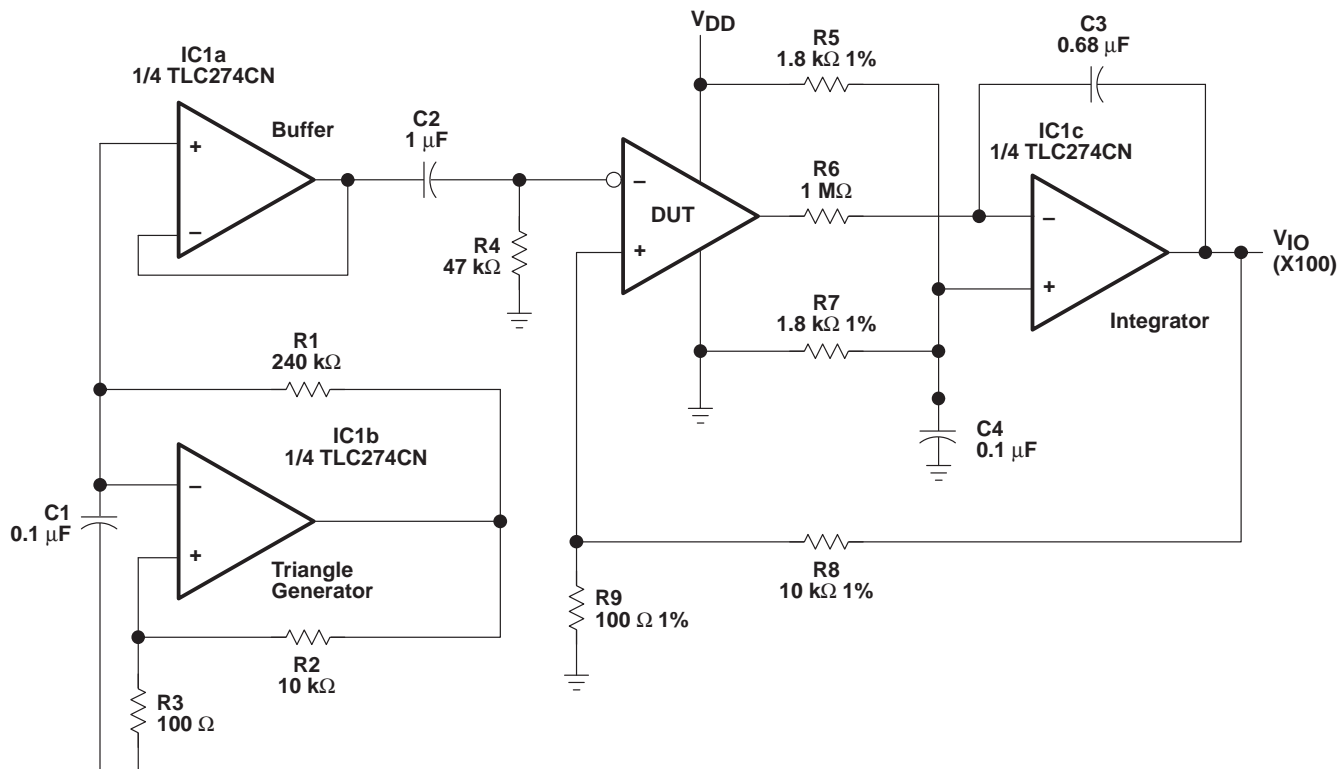 IC1a
1/4 TLC274CN
+
−
Buffer
C2
1 μF
R4
47 kΩ
VDD
−
DUT
+
R5
1.8 kΩ 1%
R6
1 MΩ
R7
1.8 kΩ 1%
C3
0.68 μF
IC1c
1/4 TLC274CN
−
+
Integrator
VIO
(X100)
C4
0.1 μF
R1
240 kΩ
IC1b
1/4 TLC274CN
−
+
Triangle
Generator
C1
0.1 μF
R2
10 kΩ
R3
100 Ω
R8
10 kΩ 1%
R9
100 Ω 1%